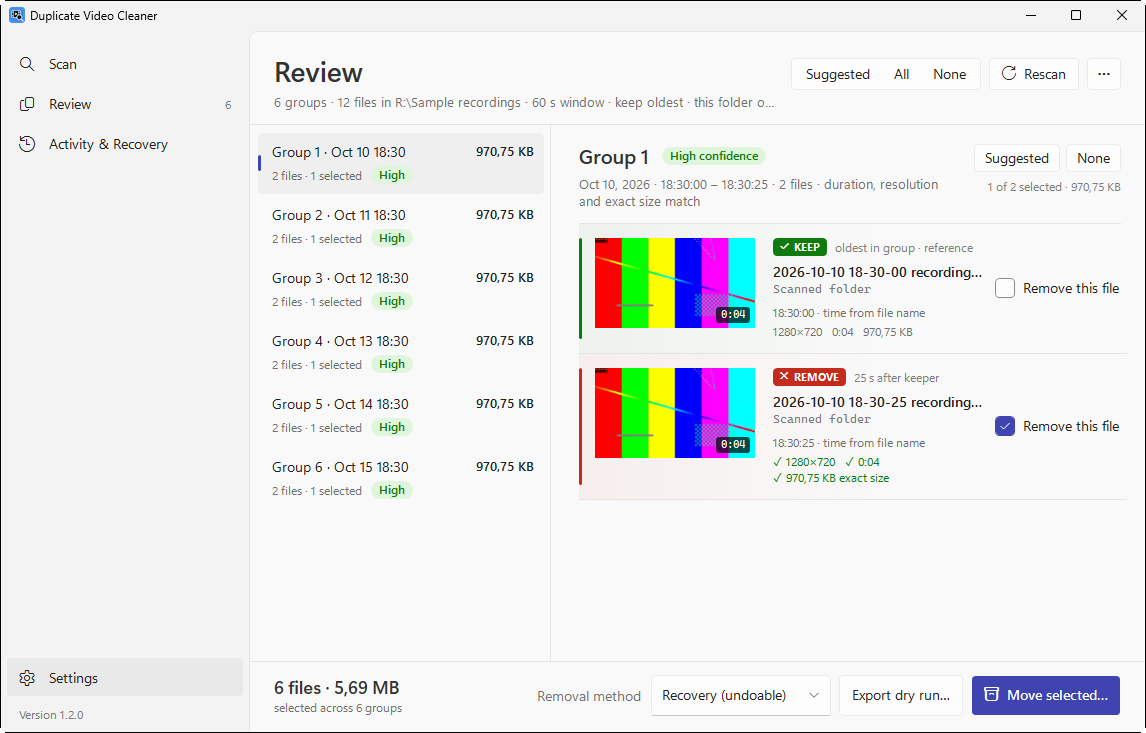 Duplicate Video Cleaner
Scan
Review 6
Activity & Recovery
Settings
Version 1.2.0
Review
6 groups · 12 files in R:\Sample recordings · 60 s window · keep oldest · this folder o...
Suggested All None
Rescan
...
Group 1 · Oct 10 18:30 970,75 KB
2 files · 1 selected High
Group 2 · Oct 11 18:30 970,75 KB
2 files · 1 selected High
Group 3 · Oct 12 18:30 970,75 KB
2 files · 1 selected High
Group 4 · Oct 13 18:30 970,75 KB
2 files · 1 selected High
Group 5 · Oct 14 18:30 970,75 KB
2 files · 1 selected High
Group 6 · Oct 15 18:30 970,75 KB
2 files · 1 selected High
Group 1 High confidence
Suggested None
Oct 10, 2026 · 18:30:00 – 18:30:25 · 2 files · duration, resolution
and exact size match
1 of 2 selected · 970,75 KB
0:04
✓ KEEP oldest in group · reference
2026-10-10 18-30-00 recording...
Scanned folder
18:30:00 · time from file name
1280×720 0:04 970,75 KB
Remove this file
0:04
✕ REMOVE 25 s after keeper
2026-10-10 18-30-25 recording...
Scanned folder
18:30:25 · time from file name
✓ 1280×720 ✓ 0:04
✓ 970,75 KB exact size
Remove this file
6 files · 5,69 MB
selected across 6 groups
Removal method
Recovery (undoable)
Export dry run...
Move selected...